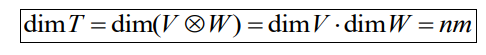 dim T = dim(V ⊗ W) = dim V · dim W = nm